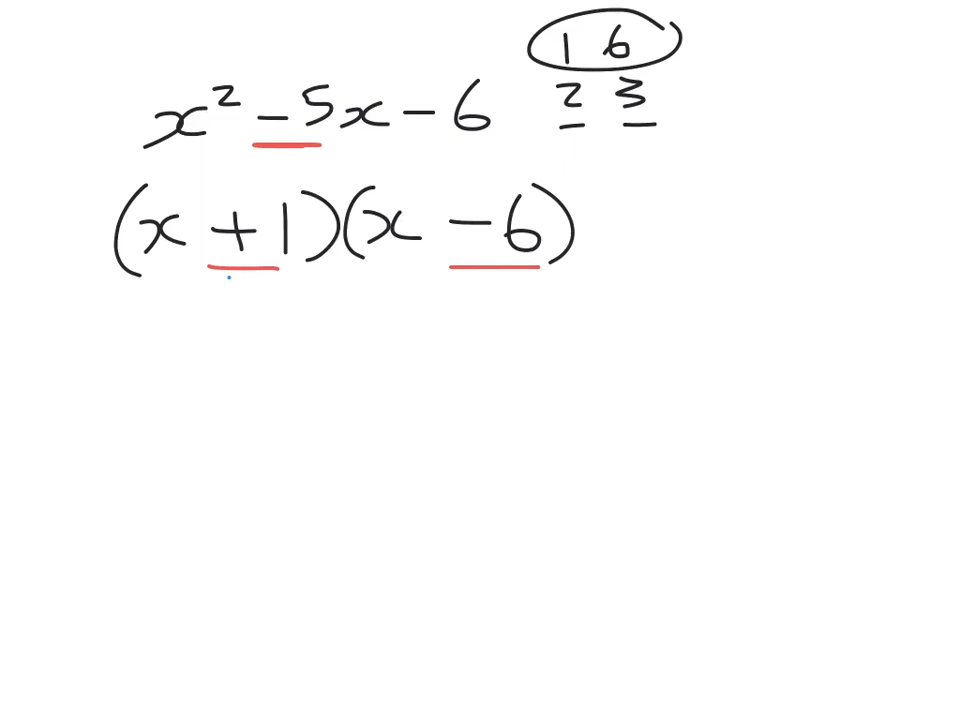 1 6
x² - 5x - 6 2 3
(x + 1)(x - 6)